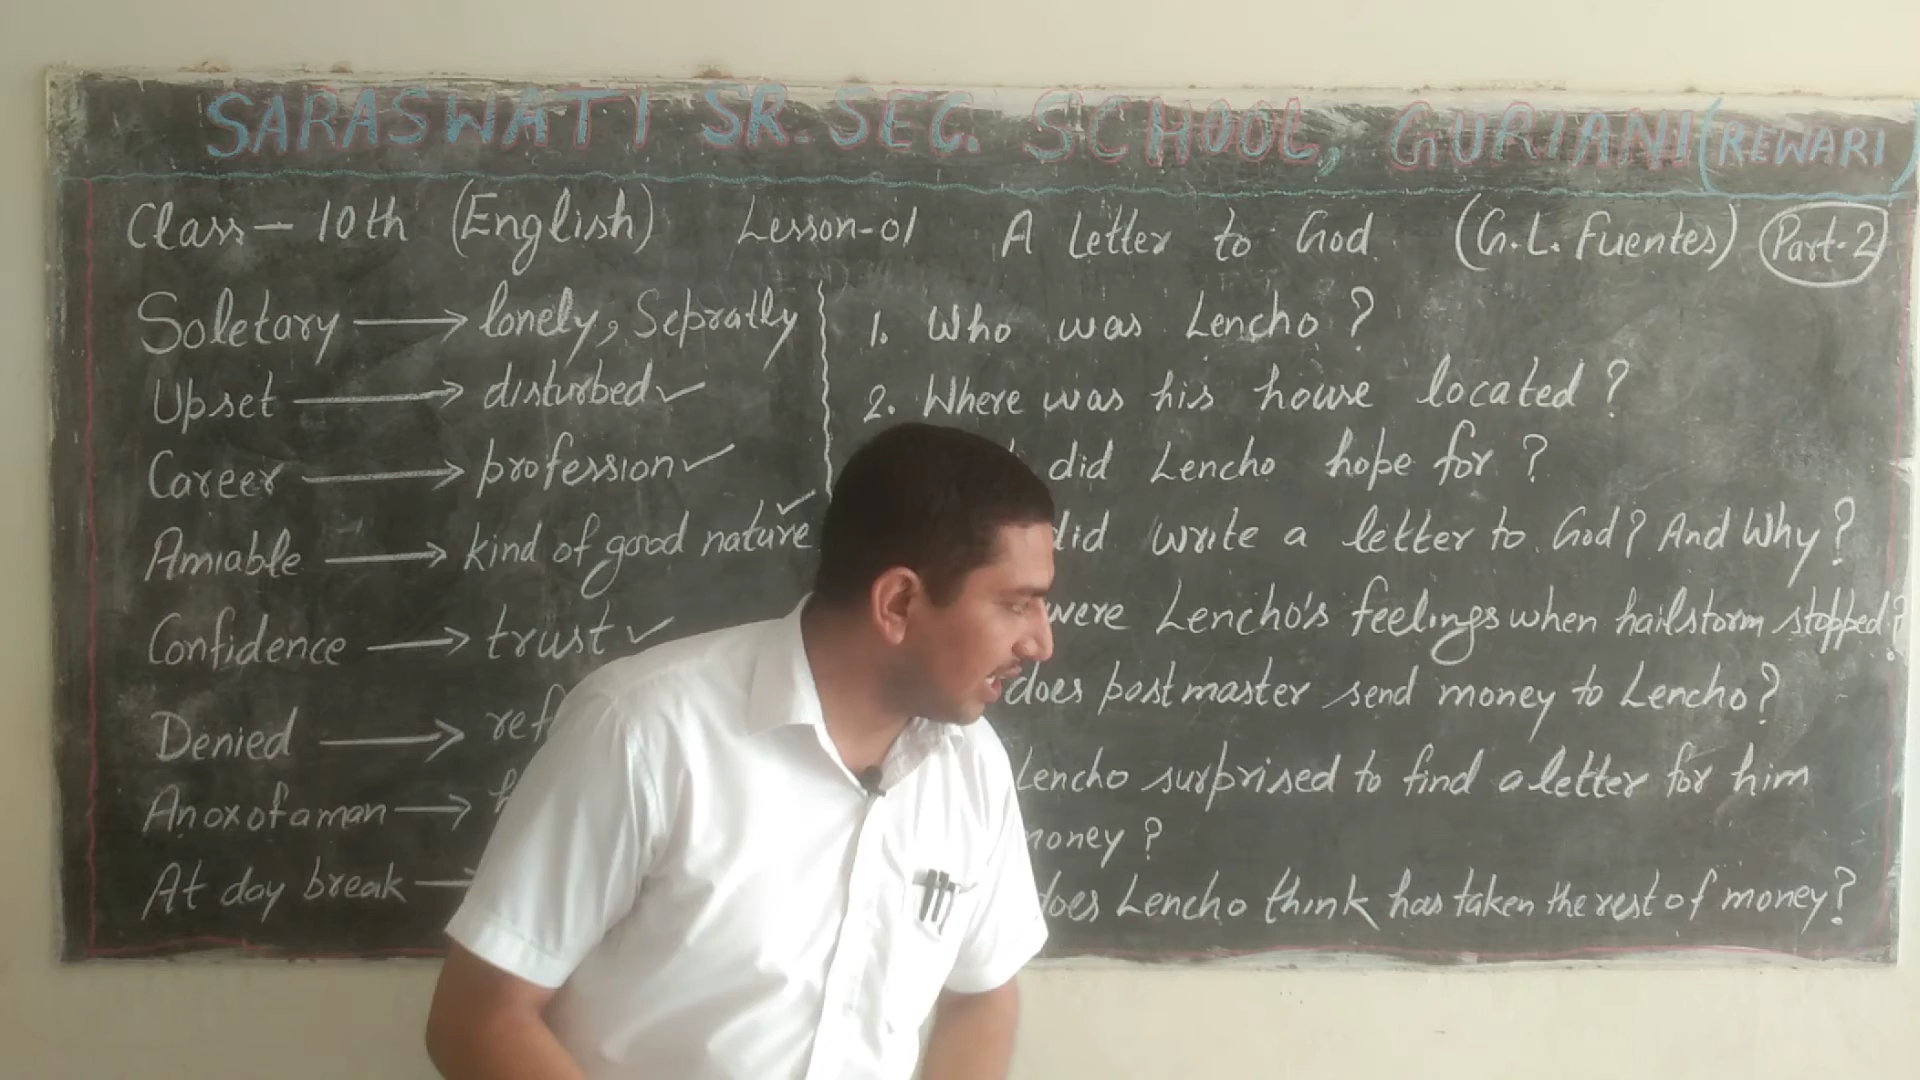 SARASWATI SR. SEC. SCHOOL, GURIANI (REWARI)
Class - 10th (English) Lesson-01 A Letter to God (G.L. Fuentes) Part-2
Soletary → lonely, Sepratly
Upset → disturbed ✓
Career → profession ✓
Amiable → kind of good nature ✓
Confidence → trust ✓
Denied →
An ox of a man →
At day break
1. Who was Lencho?
2. Where was his house located?
did Lencho hope for?
did write a letter to God? And Why?
were Lencho's feelings when hailstorm stopped?
does postmaster send money to Lencho?
Lencho surprised to find a letter for him
money?
does Lencho think has taken the rest of money?